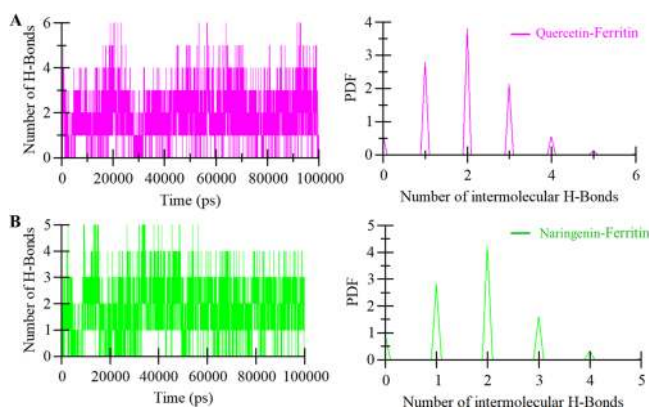 A
Number of H-Bonds
6
4
2
0
0 20000 40000 60000 80000 100000
Time (ps)
PDF
5
4
3
2
1
0
0 2 4 6
Number of intermolecular H-Bonds
Quercetin-Ferritin
B
Number of H-Bonds
5
4
3
2
1
0
0 20000 40000 60000 80000 100000
Time (ps)
PDF
5
4
3
2
1
0
0 1 2 3 4 5
Number of intermolecular H-Bonds
Naringenin-Ferritin